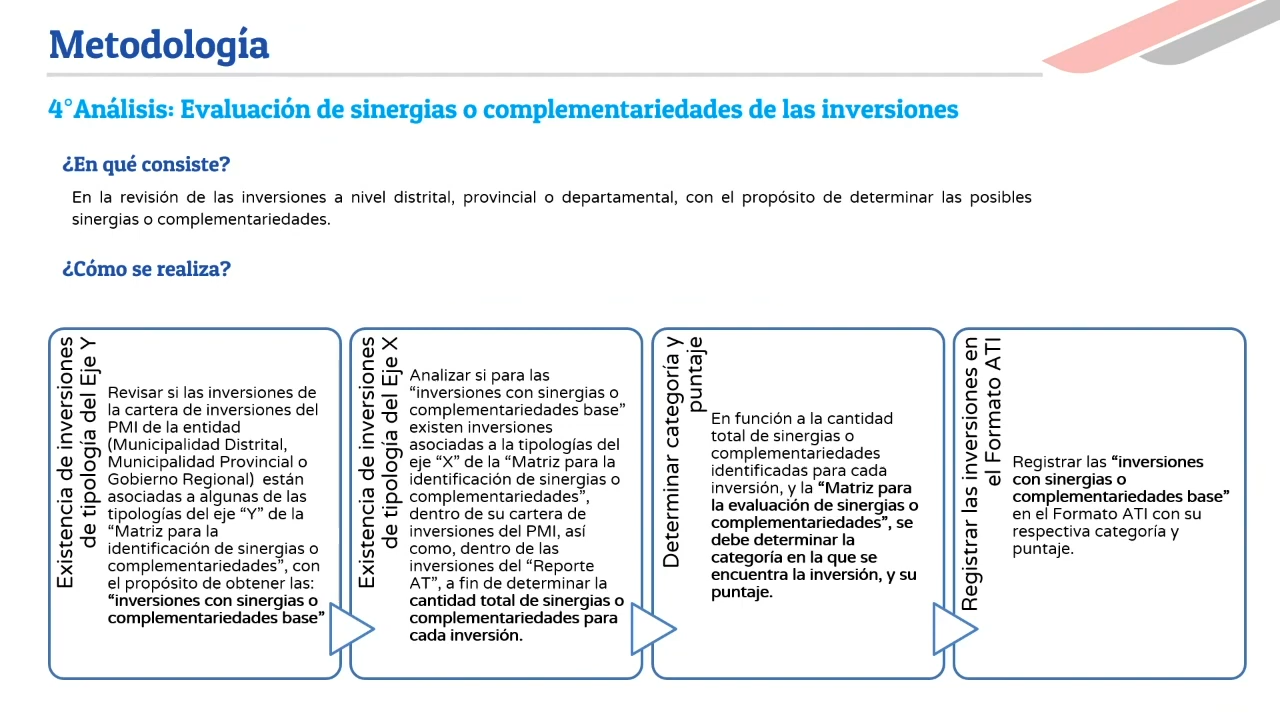 Metodología
4°Análisis: Evaluación de sinergias o complementariedades de las inversiones
¿En qué consiste?
En la revisión de las inversiones a nivel distrital, provincial o departamental, con el propósito de determinar las posibles
sinergias o complementariedades.
¿Cómo se realiza?
Existencia de inversiones
de tipología del Eje Y
Revisar si las inversiones de
la cartera de inversiones del
PMI de la entidad
(Municipalidad Distrital,
Municipalidad Provincial o
Gobierno Regional) están
asociadas a algunas de las
tipologías del eje “Y” de la
“Matriz para la
identificación de sinergias o
complementariedades”, con
el propósito de obtener las:
“inversiones con sinergias o
complementariedades base”
Existencia de inversiones
de tipología del Eje X
Analizar si para las
“inversiones con sinergias o
complementariedades base”
existen inversiones
asociadas a la tipologías del
eje “X” de la “Matriz para la
identificación de sinergias o
complementariedades”,
dentro de su cartera de
inversiones del PMI, así
como, dentro de las
inversiones del “Reporte
AT”, a fin de determinar la
cantidad total de sinergias o
complementariedades para
cada inversión.
Determinar categoría y
puntaje
En función a la cantidad
total de sinergias o
complementariedades
identificadas para cada
inversión, y la “Matriz para
la evaluación de sinergias o
complementariedades”, se
debe determinar la
categoría en la que se
encuentra la inversión, y su
puntaje.
Registrar las inversiones en
el Formato ATI
Registrar las “inversiones
con sinergias o
complementariedades base”
en el Formato ATI con su
respectiva categoría y
puntaje.